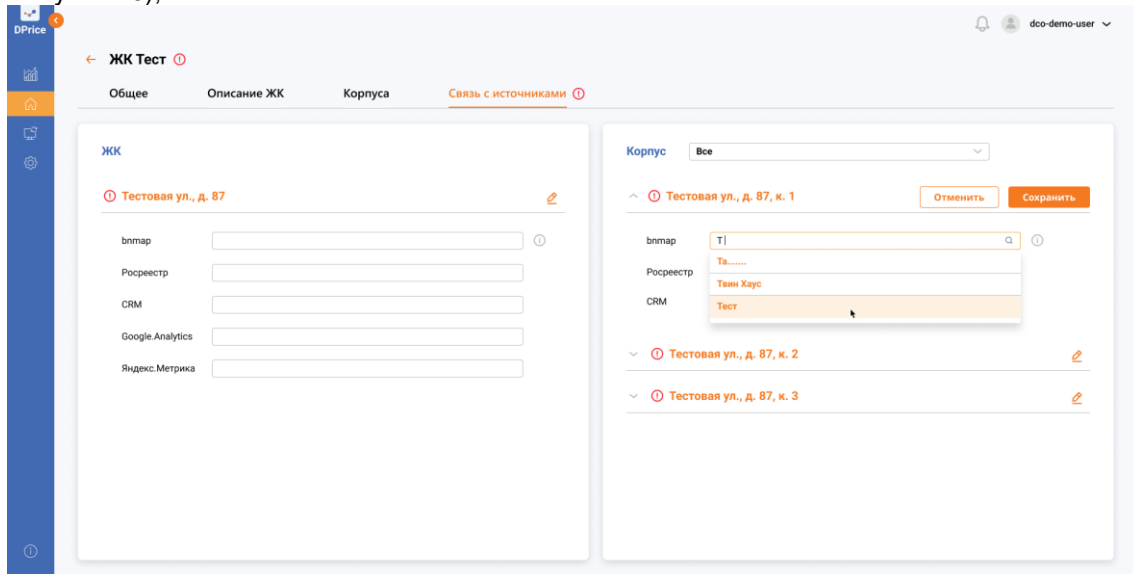 DPrice
dco-demo-user
ЖК Тест
Общее
Описание ЖК
Корпуса
Связь с источниками
ЖК
Тестовая ул., д. 87
bnmap
Росреестр
CRM
Google.Analytics
Яндекс.Метрика
Корпус
Все
Тестовая ул., д. 87, к. 1
Отменить
Сохранить
bnmap
Т
Та.......
Твин Хаус
Тест
Росреестр
CRM
Тестовая ул., д. 87, к. 2
Тестовая ул., д. 87, к. 3